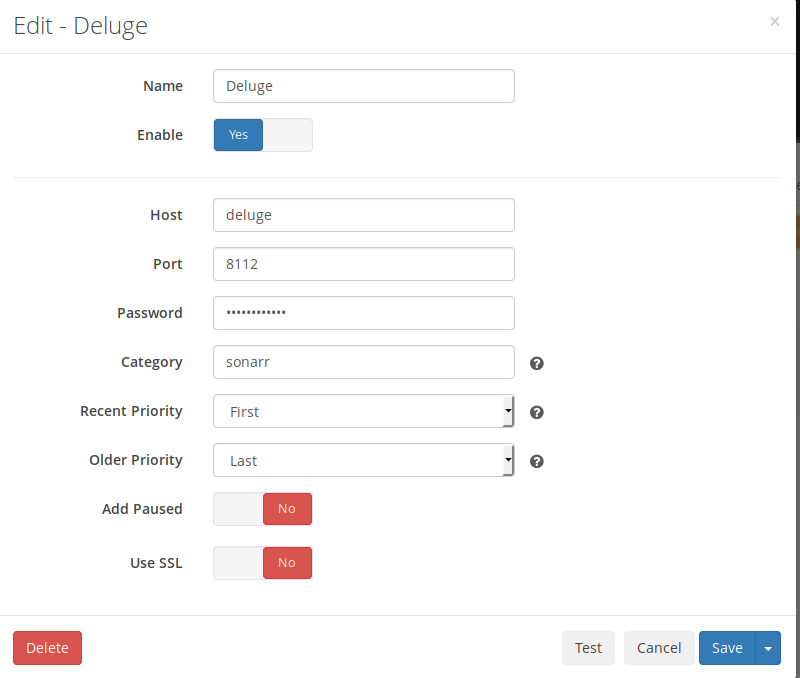 Edit - Deluge
×
Name
Deluge
Enable
Yes
Host
deluge
Port
8112
Password
••••••••••••
Category
sonarr
Recent Priority
First
Older Priority
Last
Add Paused
No
Use SSL
No
Delete
Test
Cancel
Save